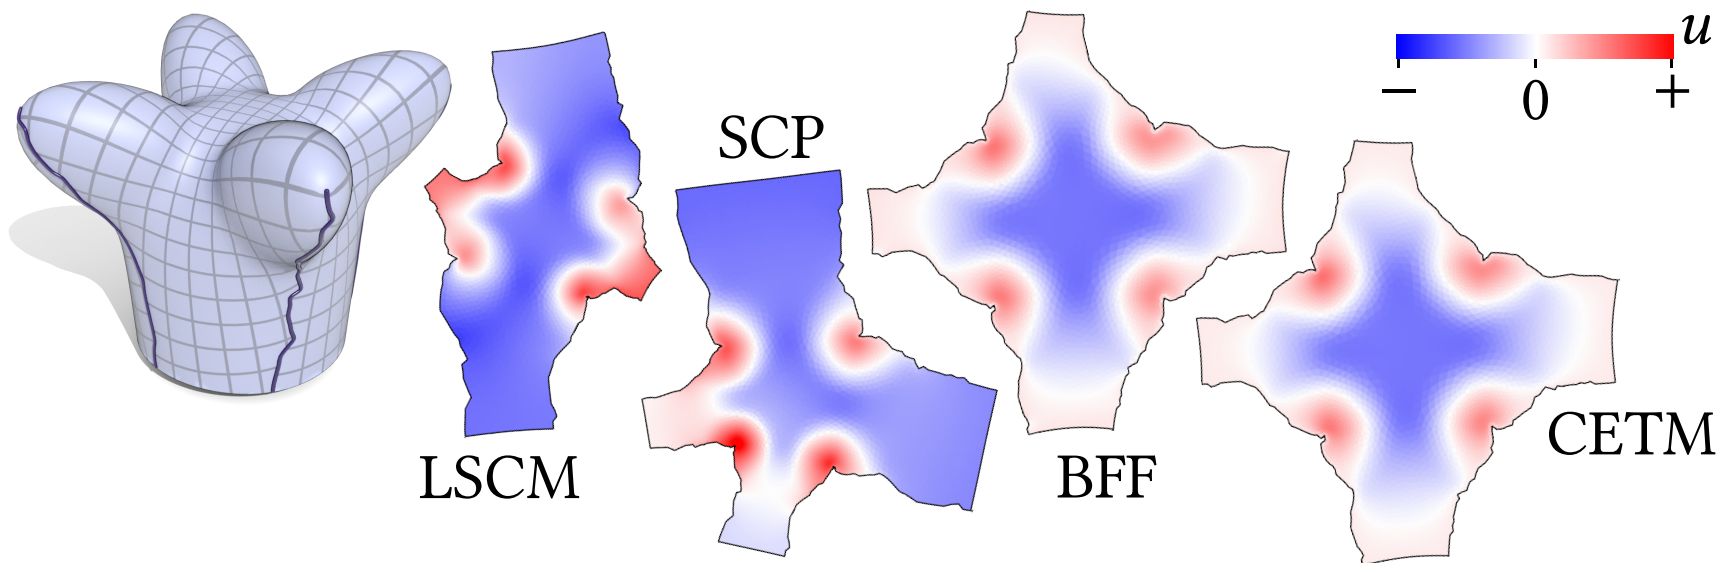 u
− 0 +
SCP
LSCM
BFF
CETM